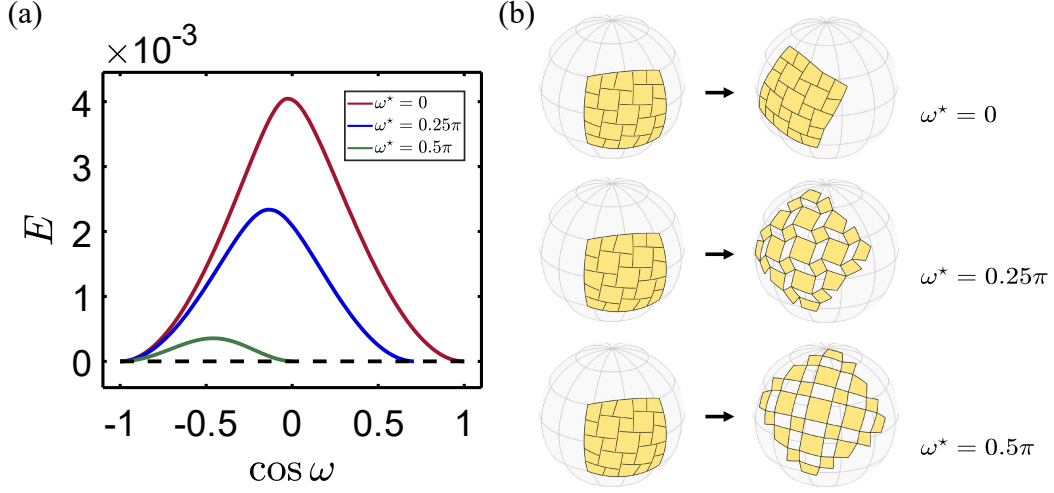 (a)
×10⁻³
E
4
3
2
1
0
-1 -0.5 0 0.5 1
cos ω
ω* = 0
ω* = 0.25π
ω* = 0.5π
(b)
ω* = 0
ω* = 0.25π
ω* = 0.5π